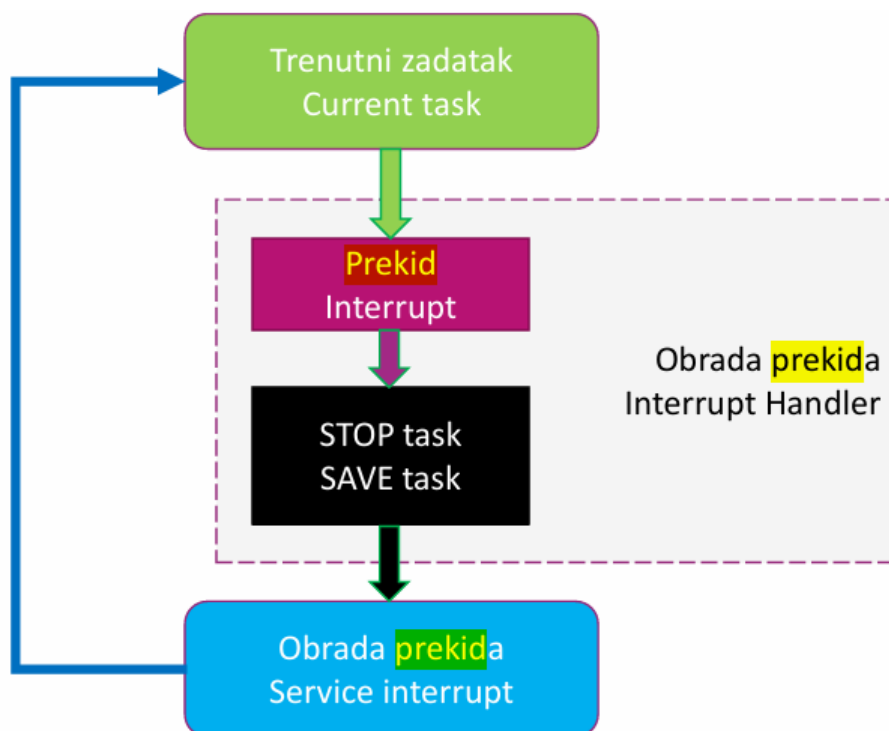 Trenutni zadatak
Current task
Prekid
Interrupt
STOP task
SAVE task
Obrada prekida
Interrupt Handler
Obrada prekida
Service interrupt